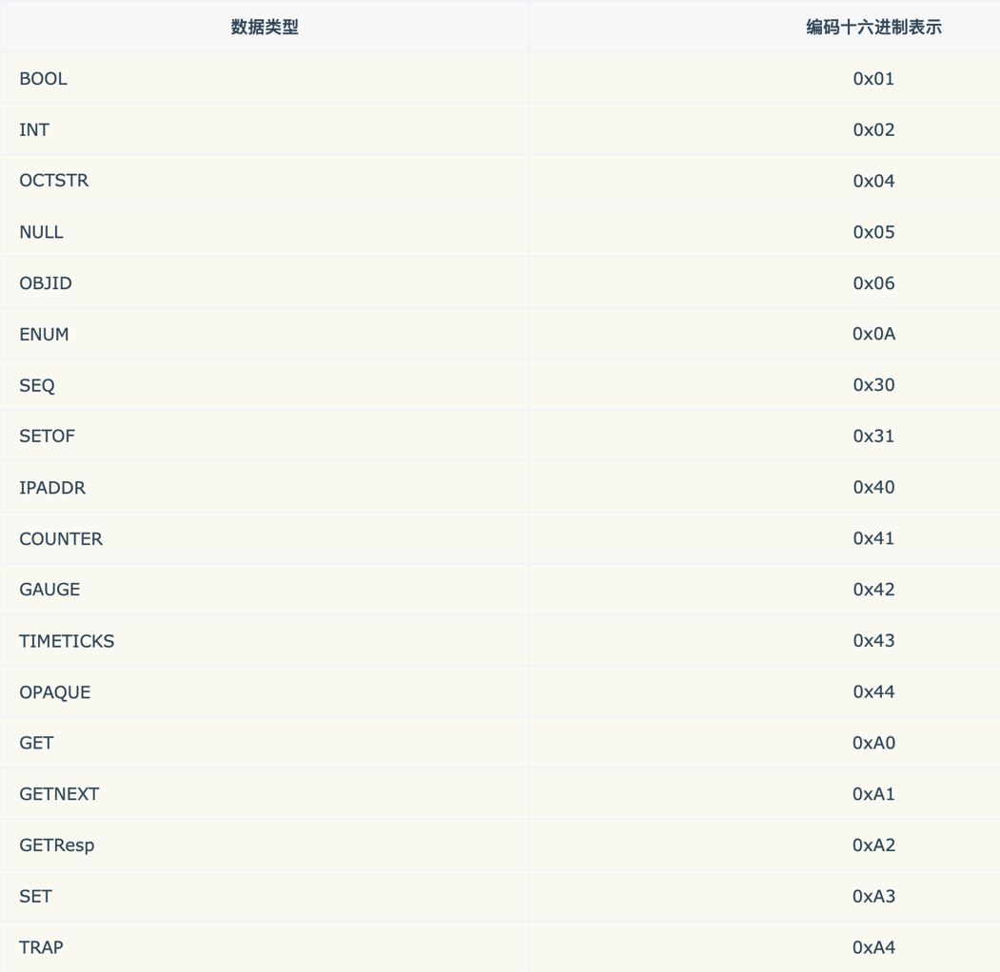 数据类型 编码十六进制表示
BOOL 0x01
INT 0x02
OCTSTR 0x04
NULL 0x05
OBJID 0x06
ENUM 0x0A
SEQ 0x30
SETOF 0x31
IPADDR 0x40
COUNTER 0x41
GAUGE 0x42
TIMETICKS 0x43
OPAQUE 0x44
GET 0xA0
GETNEXT 0xA1
GETResp 0xA2
SET 0xA3
TRAP 0xA4